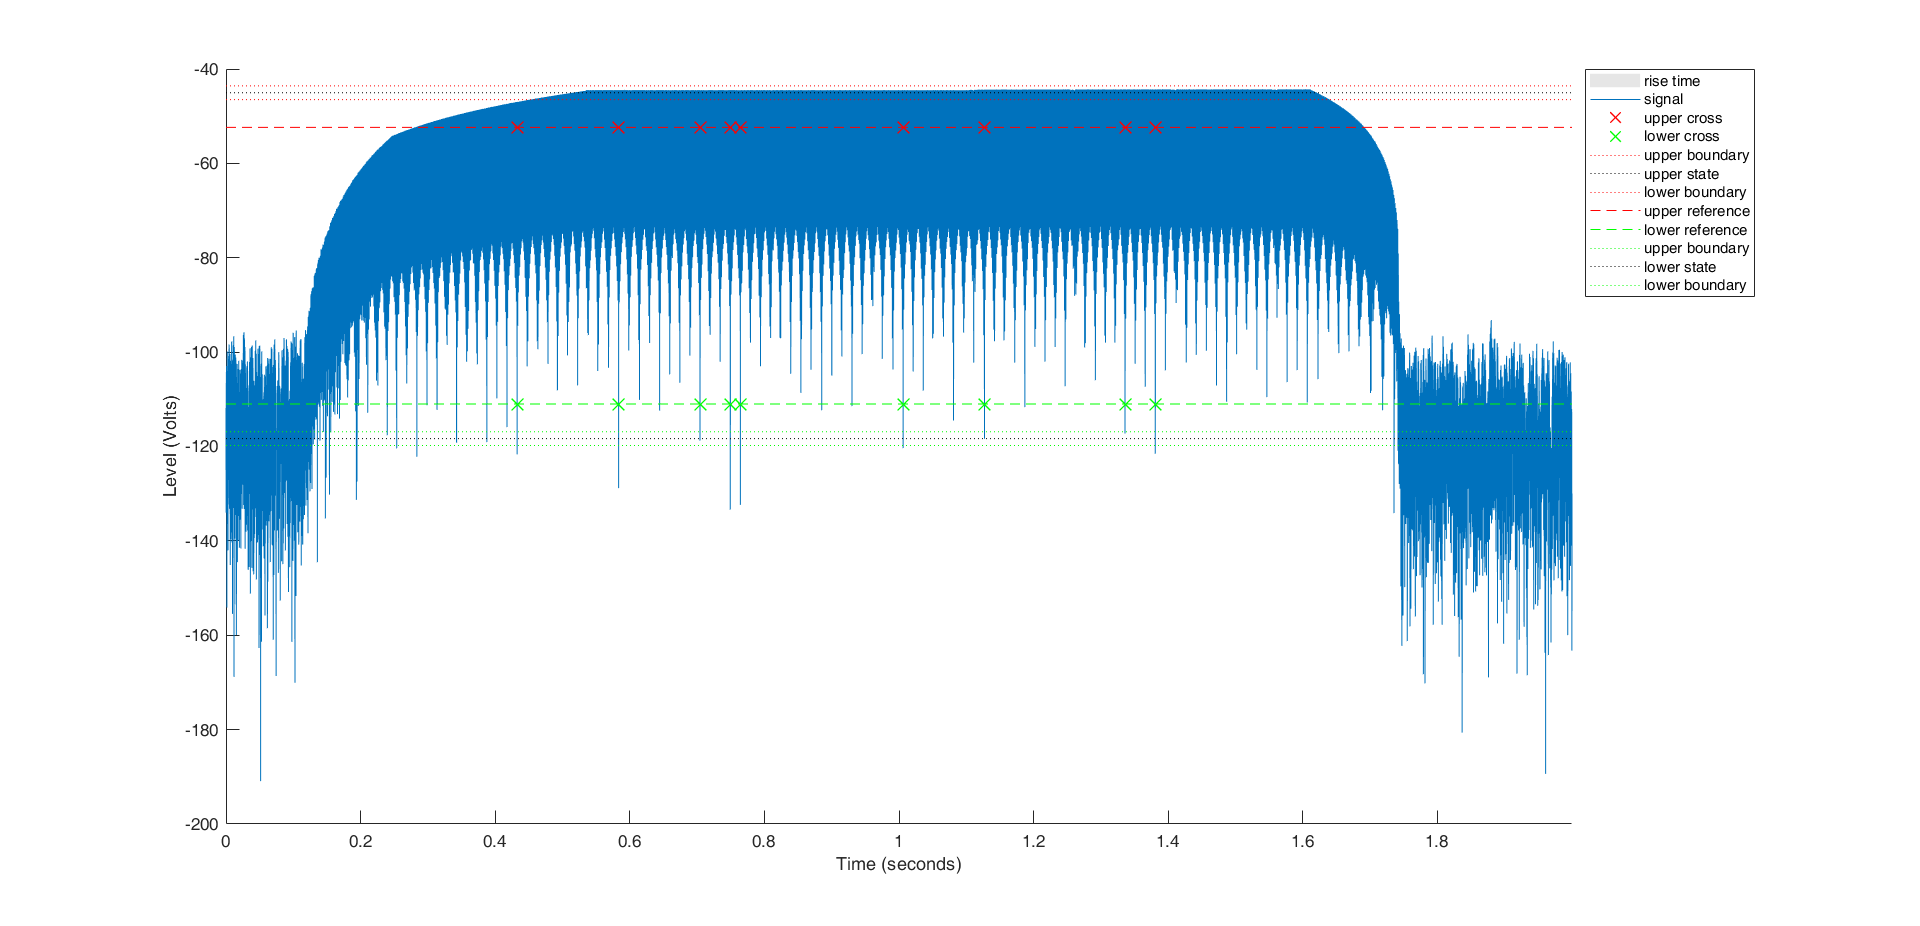 -40
-60
-80
-100
-120
-140
-160
-180
-200
Level (Volts)
0
0.2
0.4
0.6
0.8
1
1.2
1.4
1.6
1.8
Time (seconds)
rise time
signal
upper cross
lower cross
upper boundary
upper state
lower boundary
upper reference
lower reference
upper boundary
lower state
lower boundary